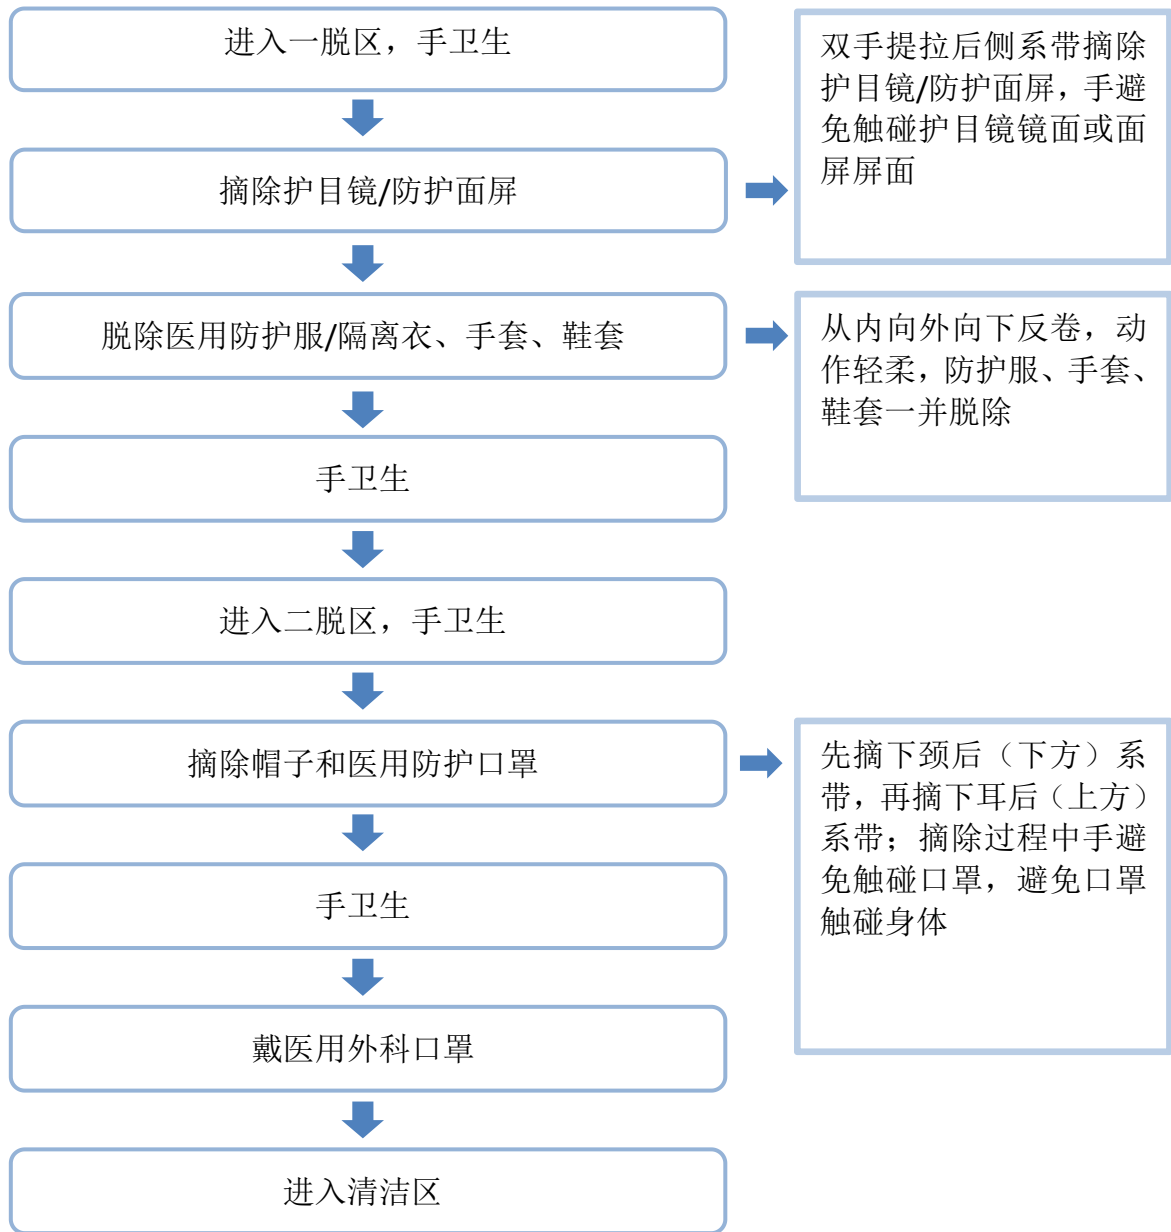 进入一脱区，手卫生
双手提拉后侧系带摘除
护目镜/防护面屏，手避
免触碰护目镜镜面或面
屏屏面
摘除护目镜/防护面屏
脱除医用防护服/隔离衣、手套、鞋套
从内向外向下反卷，动
作轻柔，防护服、手套、
鞋套一并脱除
手卫生
进入二脱区，手卫生
摘除帽子和医用防护口罩
先摘下颈后（下方）系
带，再摘下耳后（上方）
系带；摘除过程中手避
免触碰口罩，避免口罩
触碰身体
手卫生
戴医用外科口罩
进入清洁区